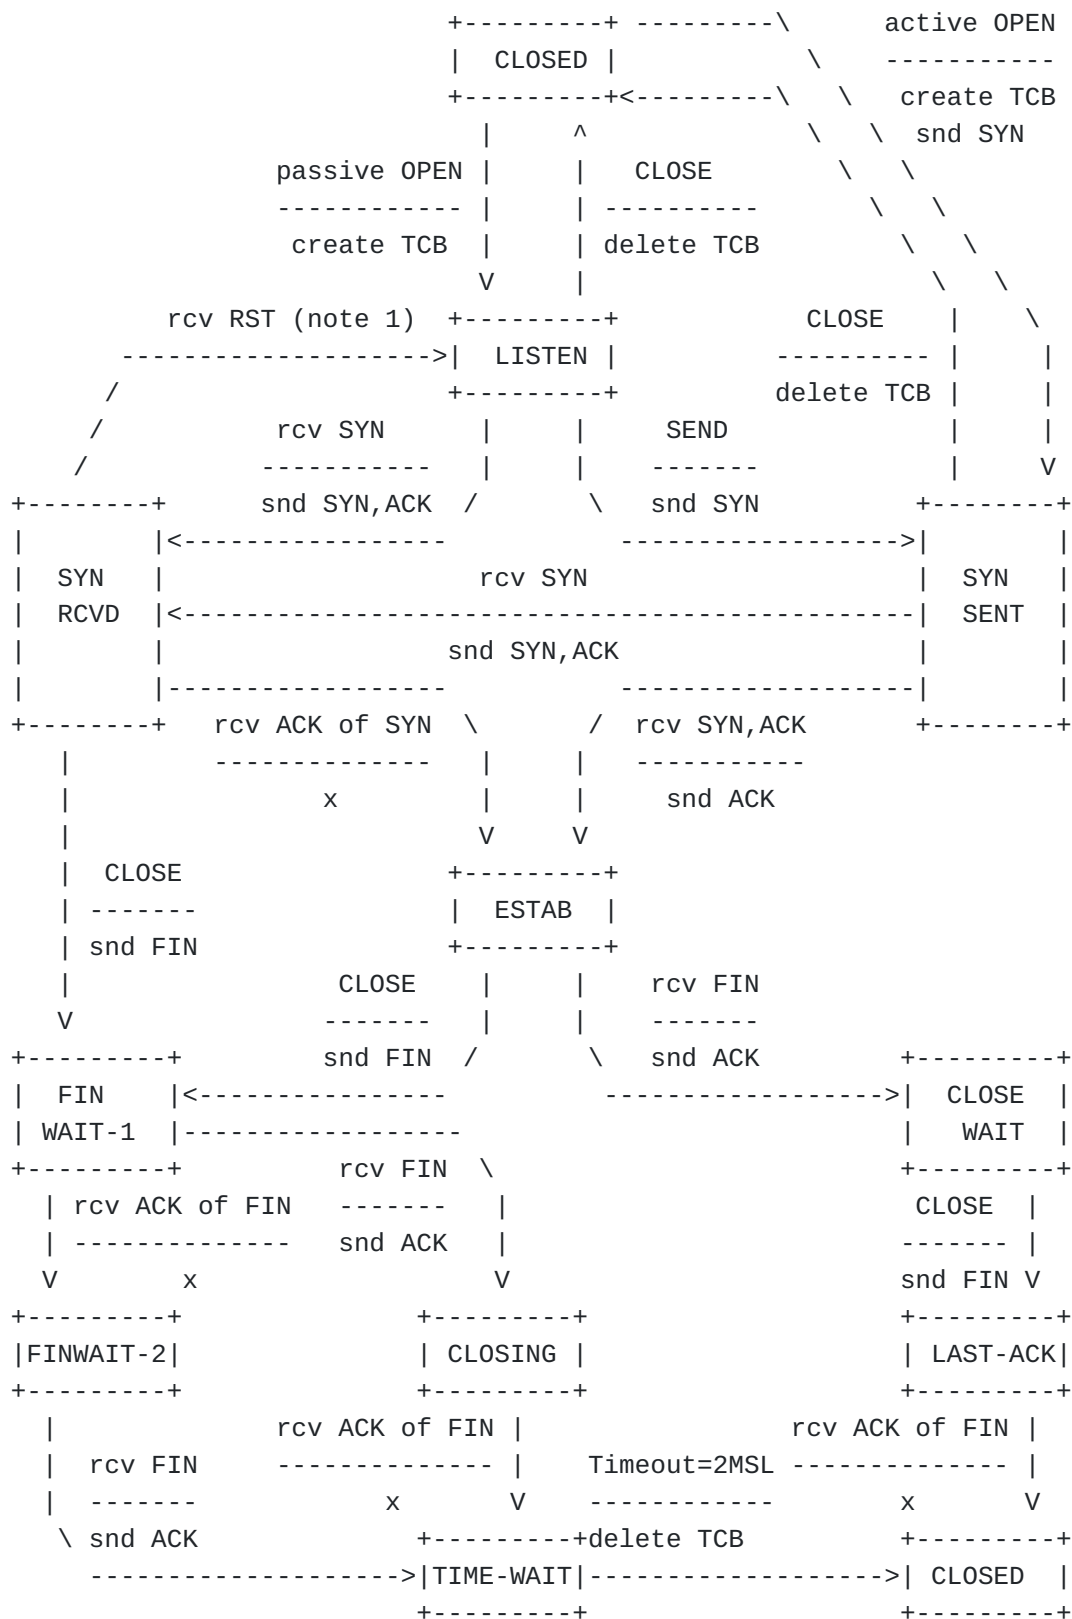 +---------+ ---------\      active OPEN
|  CLOSED |            \    -----------
+---------+<---------\   \   create TCB
|     ^              \   \  snd SYN
passive OPEN |     |   CLOSE        \   \
------------ |     | ----------       \   \
create TCB  |     | delete TCB         \   \
V     |                      \   \
rcv RST (note 1)  +---------+            CLOSE    |    \
-------------------->|  LISTEN |          ---------- |     |
/                     +---------+          delete TCB |     |
/           rcv SYN      |     |     SEND              |     |
/            -----------   |     |    -------            |     V
+--------+      snd SYN,ACK  /       \   snd SYN          +--------+
|        |<-----------------           ------------------>|        |
|  SYN   |                    rcv SYN                     |  SYN   |
|  RCVD  |<-----------------------------------------------|  SENT  |
|        |                  snd SYN,ACK                   |        |
|        |------------------           -------------------|        |
+--------+   rcv ACK of SYN  \       /  rcv SYN,ACK       +--------+
|         --------------   |     |   -----------
|                x         |     |     snd ACK
|                          V     V
|  CLOSE                 +---------+
| -------                |  ESTAB  |
| snd FIN                +---------+
|                 CLOSE    |     |    rcv FIN
V                -------   |     |    -------
+---------+         snd FIN  /       \   snd ACK         +---------+
|  FIN    |<----------------          ------------------>|  CLOSE  |
| WAIT-1  |------------------                            |   WAIT  |
+---------+          rcv FIN  \                          +---------+
| rcv ACK of FIN   -------   |                          CLOSE  |
| --------------   snd ACK   |                         ------- |
V        x                   V                         snd FIN V
+---------+               +---------+                    +---------+
|FINWAIT-2|               | CLOSING |                    | LAST-ACK|
+---------+               +---------+                    +---------+
|              rcv ACK of FIN |                 rcv ACK of FIN |
|  rcv FIN     -------------- |    Timeout=2MSL -------------- |
|  -------            x       V    ------------        x       V
\ snd ACK              +---------+delete TCB          +---------+
-------------------->|TIME-WAIT|------------------->| CLOSED  |
+---------+                    +---------+